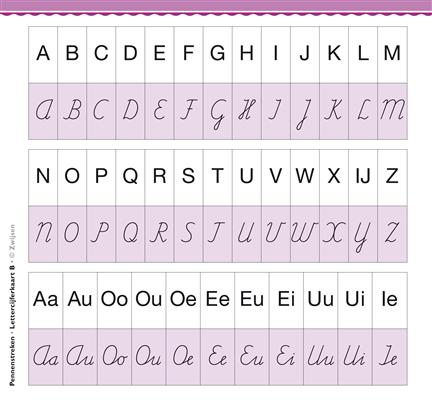 A B C D E F G H I J K L M
A B C D E F G H I J K L M
N O P Q R S T U V W X IJ Z
N O P Q R S T U V W X IJ Z
Aa Au Oo Ou Oe Ee Eu Ei Uu Ui Ie
Aa Au Oo Ou Oe Ee Eu Ei Uu Ui Ie
Pennenstreken • Lettercijferkaart B • © Zwijsen